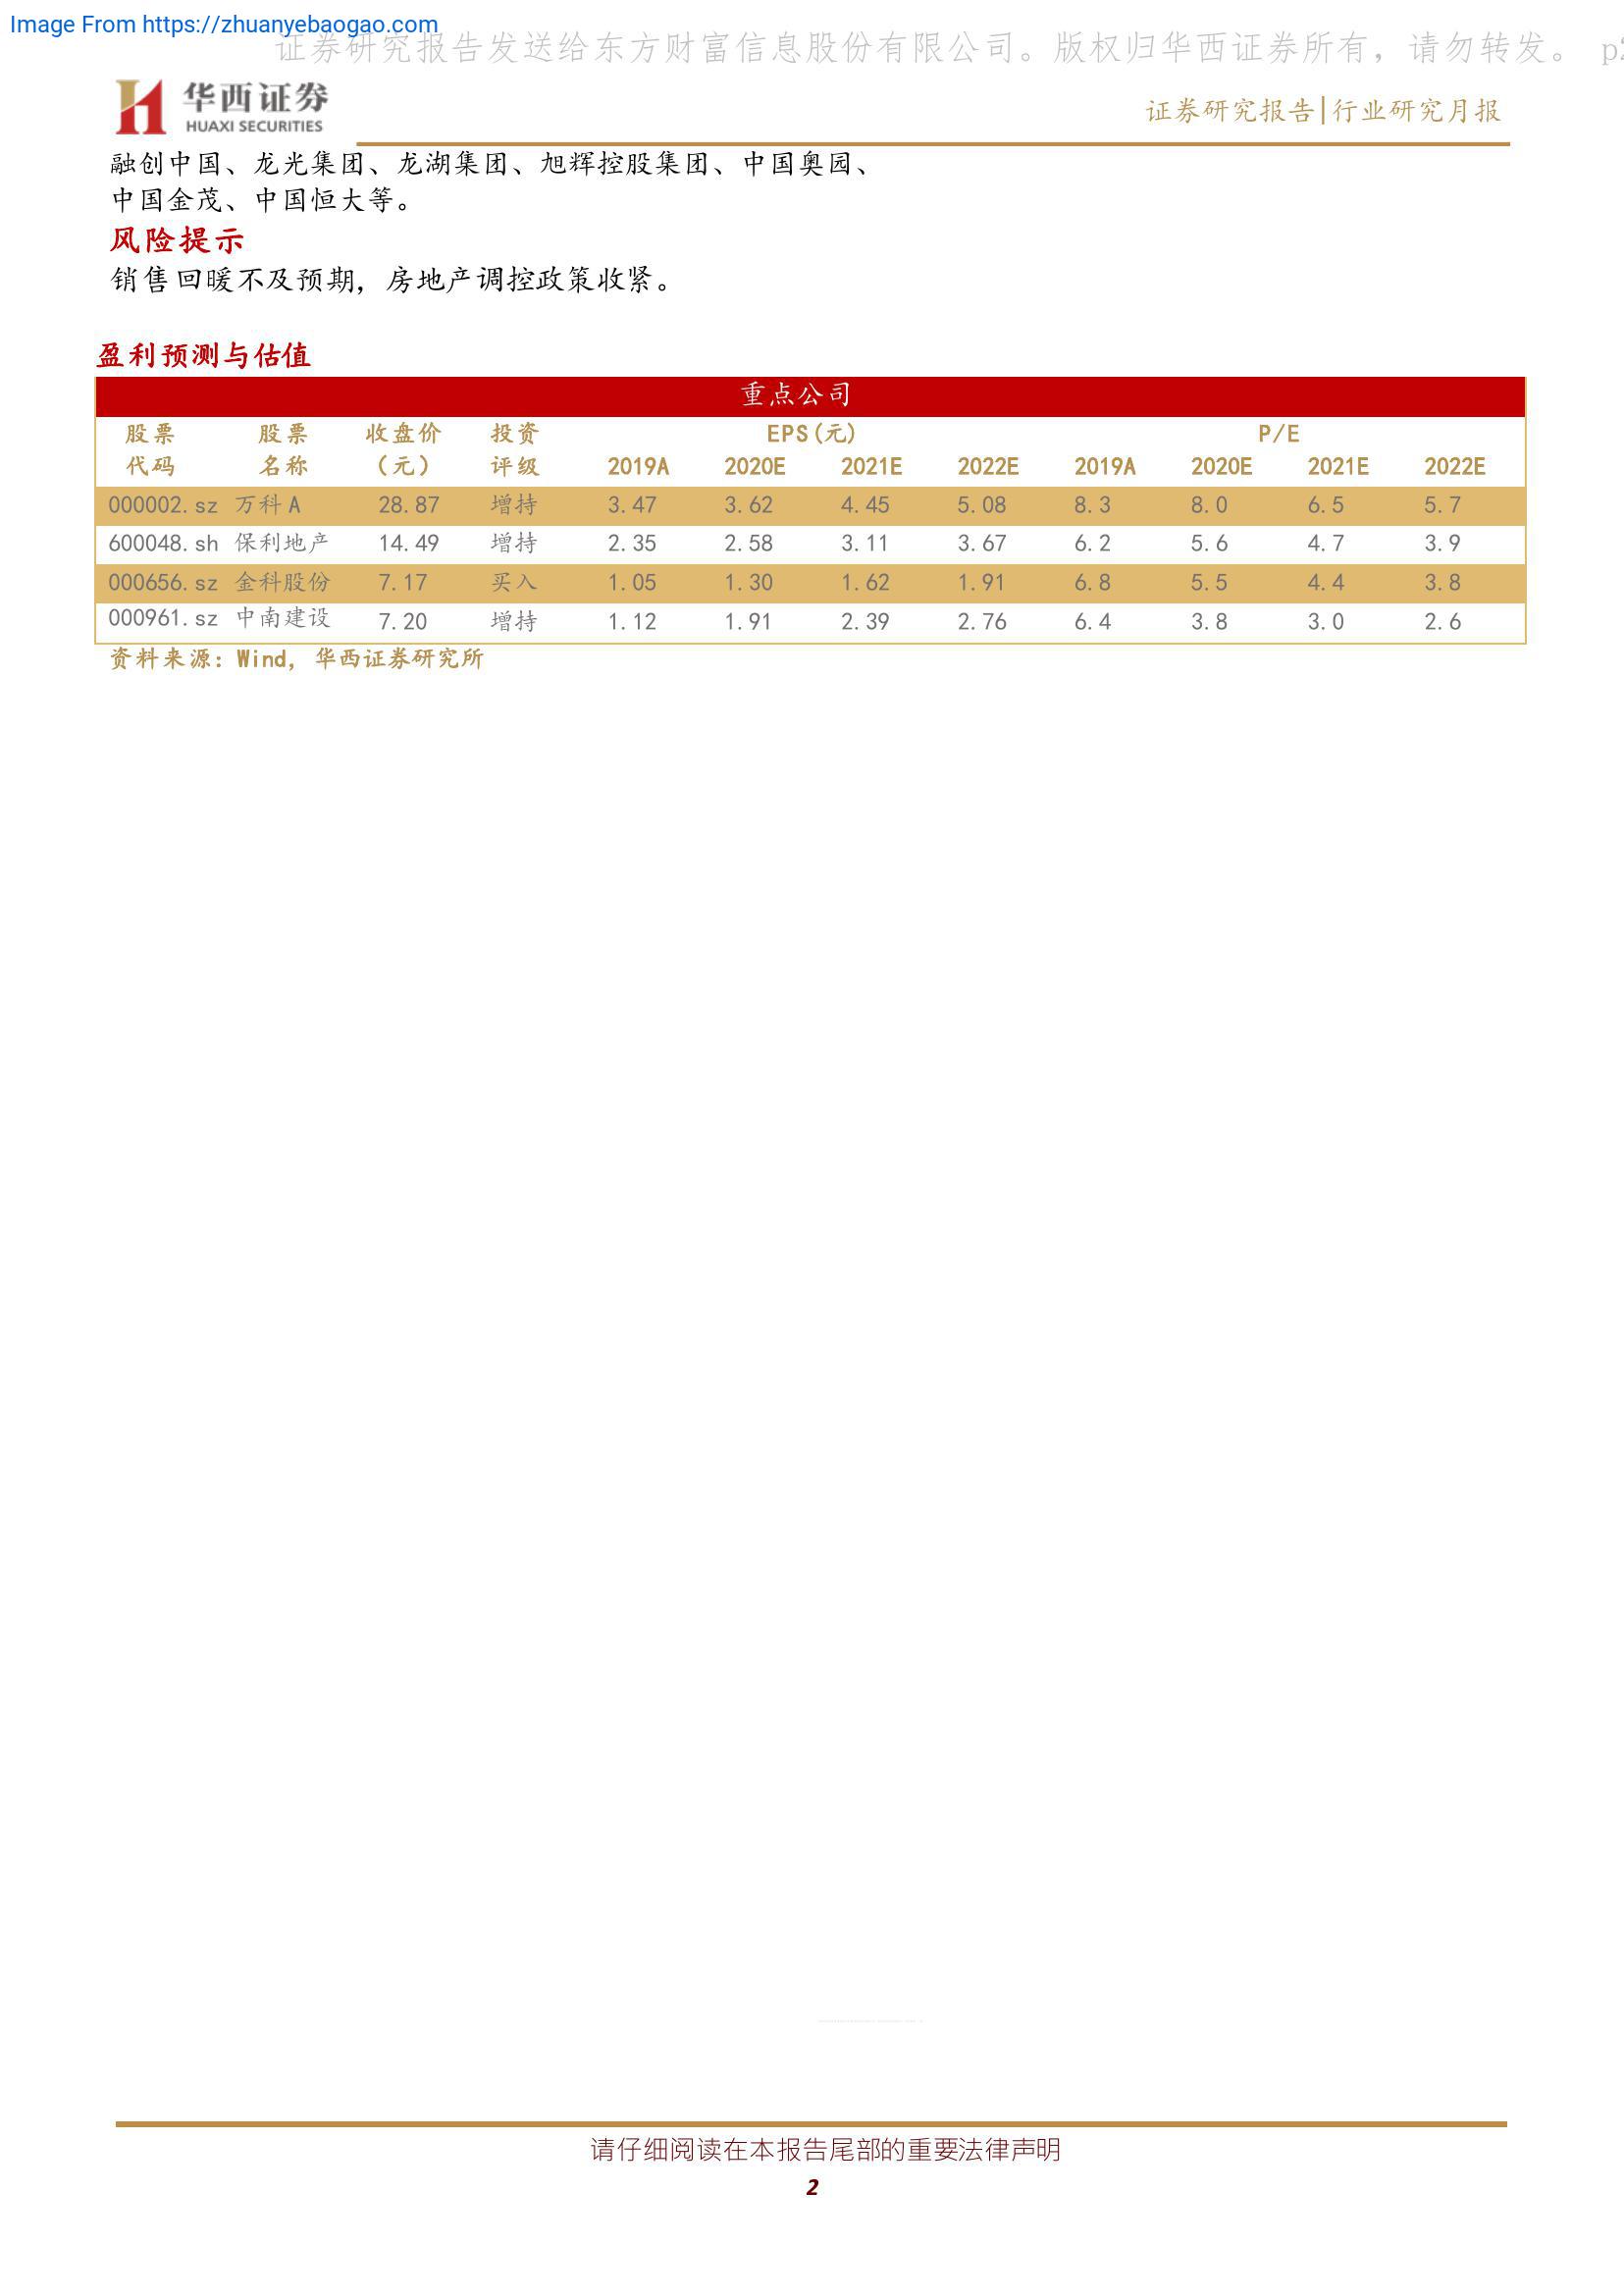 Image From https://zhuanyebaogao.com
证券研究报告发送给东方财富信息股份有限公司。版权归华西证券所有，请勿转发。 p2
华西证券
HUAXI SECURITIES
证券研究报告|行业研究月报
融创中国、龙光集团、龙湖集团、旭辉控股集团、中国奥园、
中国金茂、中国恒大等。
风险提示
销售回暖不及预期，房地产调控政策收紧。
盈利预测与估值
重点公司
股票 股票 收盘价 投资 EPS(元) P/E
代码 名称 （元） 评级 2019A 2020E 2021E 2022E 2019A 2020E 2021E 2022E
000002.sz 万科A 28.87 增持 3.47 3.62 4.45 5.08 8.3 8.0 6.5 5.7
600048.sh 保利地产 14.49 增持 2.35 2.58 3.11 3.67 6.2 5.6 4.7 3.9
000656.sz 金科股份 7.17 买入 1.05 1.30 1.62 1.91 6.8 5.5 4.4 3.8
000961.sz 中南建设 7.20 增持 1.12 1.91 2.39 2.76 6.4 3.8 3.0 2.6
资料来源：Wind，华西证券研究所
请仔细阅读在本报告尾部的重要法律声明
2